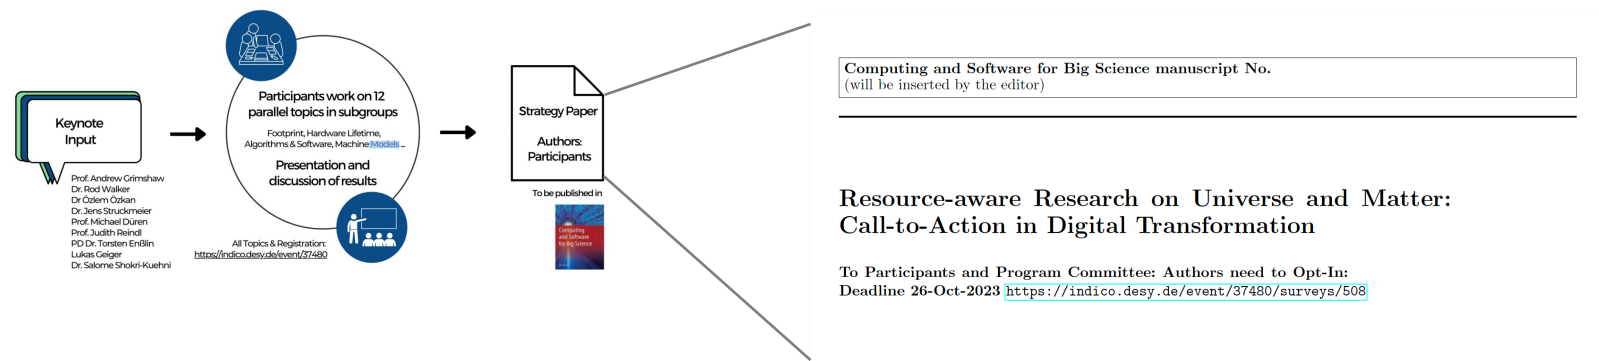 Keynote
Input
Prof. Andrew Grimshaw
Dr. Rod Walker
Dr Özlem Özkan
Dr. Jens Struckmeier
Prof. Michael Düren
Prof. Judith Reindl
PD Dr. Torsten Enßlin
Lukas Geiger
Dr. Salome Shokri-Kuehni
Participants work on 12
parallel topics in subgroups
Footprint, Hardware Lifetime,
Algorithms & Software, Machine Models ...
Presentation and
discussion of results
All Topics & Registration:
https://indico.desy.de/event/37480
Strategy Paper
Authors:
Participants
To be published in
Computing
and Software
for Big Science
Computing and Software for Big Science manuscript No.
(will be inserted by the editor)
Resource-aware Research on Universe and Matter:
Call-to-Action in Digital Transformation
To Participants and Program Committee: Authors need to Opt-In:
Deadline 26-Oct-2023 https://indico.desy.de/event/37480/surveys/508